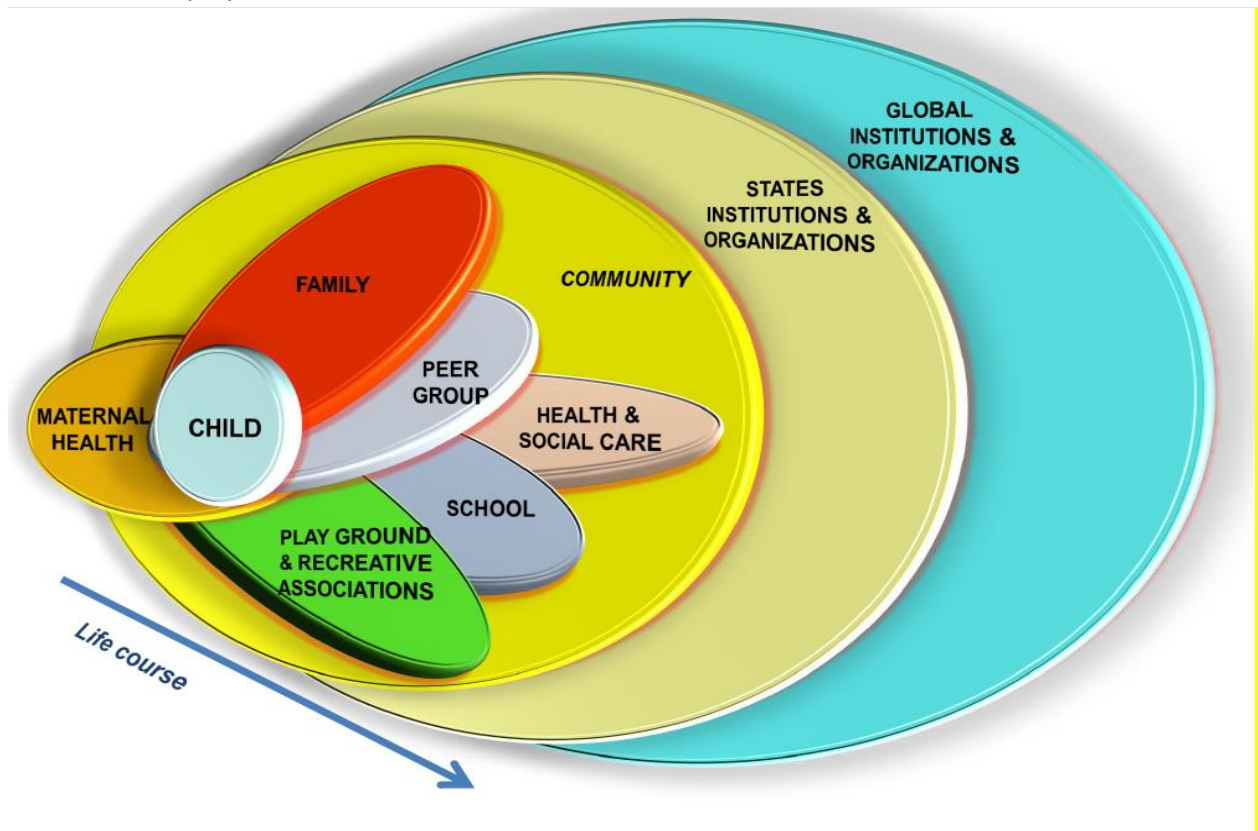 GLOBAL
INSTITUTIONS &
ORGANIZATIONS
STATES
INSTITUTIONS &
ORGANIZATIONS
COMMUNITY
FAMILY
PEER
GROUP
HEALTH &
SOCIAL CARE
MATERNAL
HEALTH
CHILD
SCHOOL
PLAY GROUND
& RECREATIVE
ASSOCIATIONS
Life course